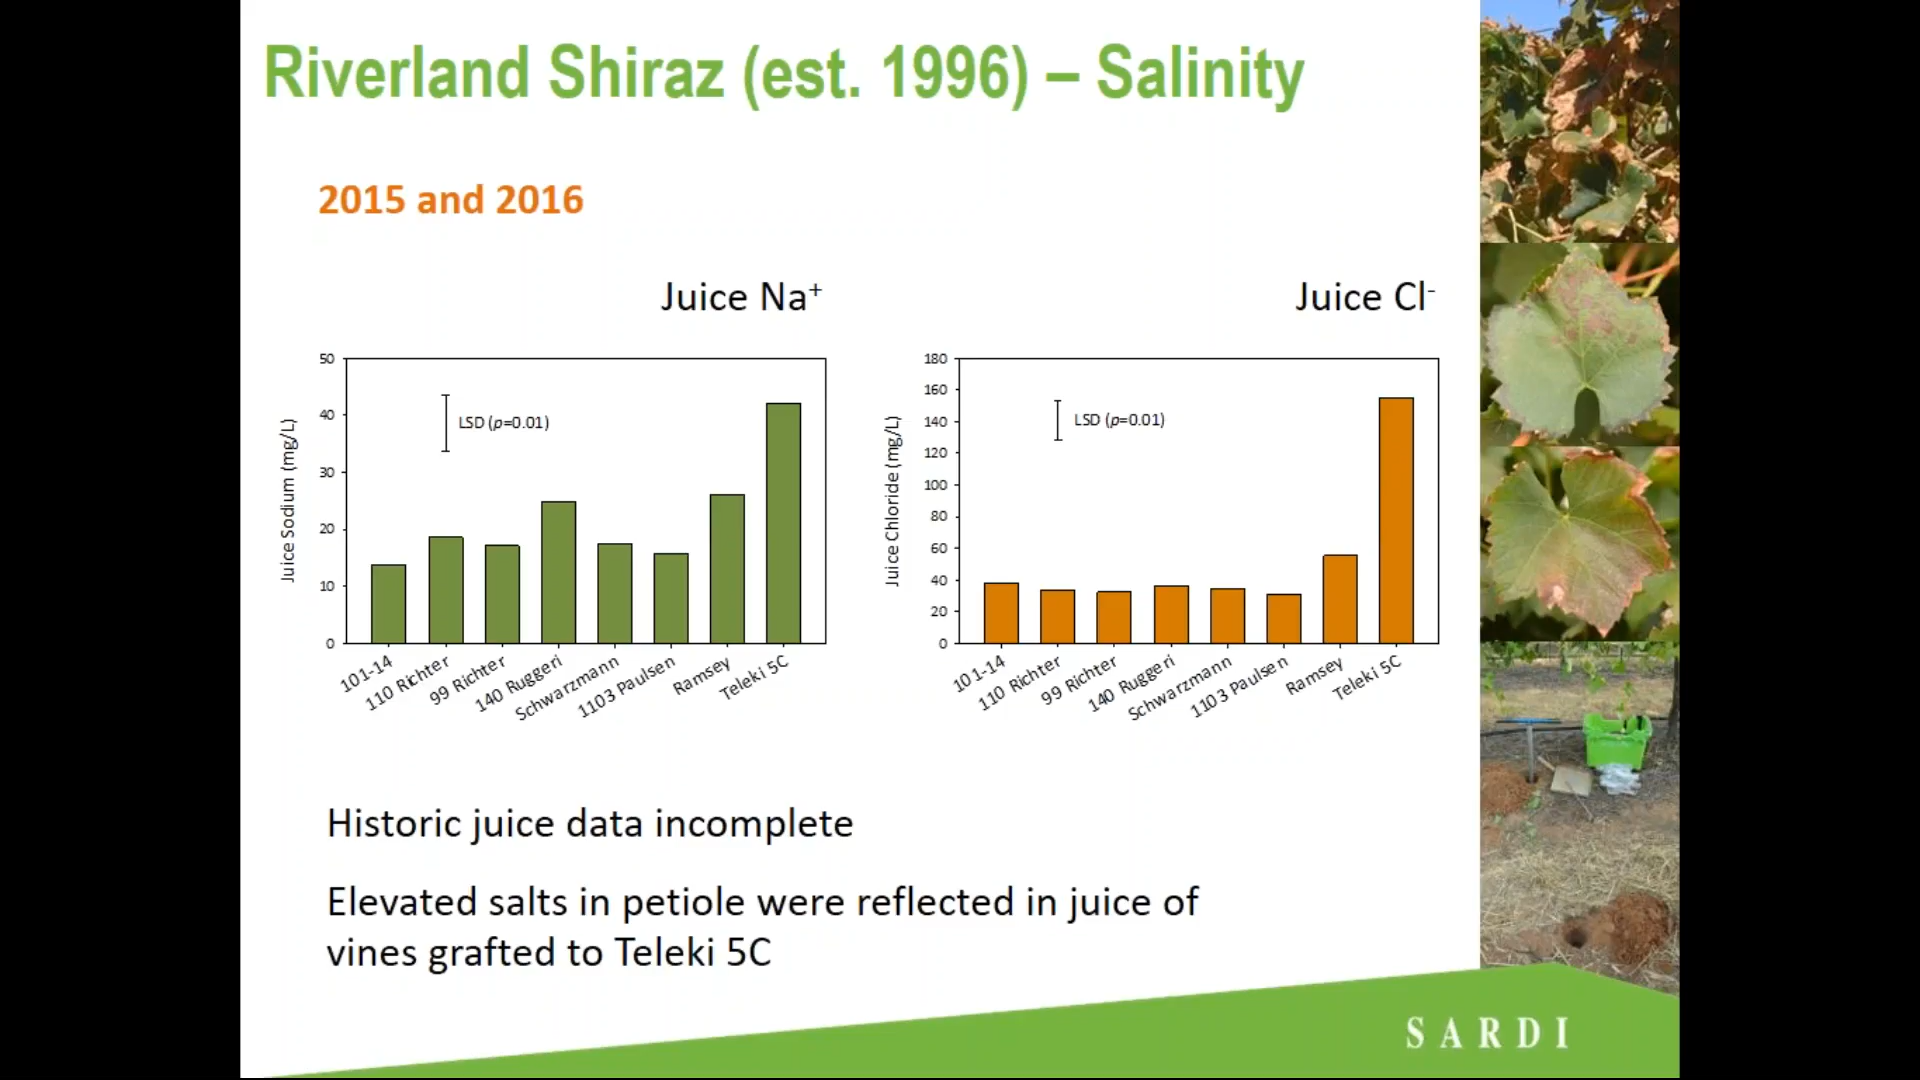 Riverland Shiraz (est. 1996) – Salinity
2015 and 2016
Juice Na⁺
Juice Sodium (mg/L)
50
40
30
20
10
0
LSD (p=0.01)
101-14
110 Richter
99 Richter
140 Ruggeri
Schwarzmann
1103 Paulsen
Ramsey
Teleki 5C
Juice Cl⁻
Juice Chloride (mg/L)
180
160
140
120
100
80
60
40
20
0
LSD (p=0.01)
101-14
110 Richter
99 Richter
140 Ruggeri
Schwarzmann
1103 Paulsen
Ramsey
Teleki 5C
Historic juice data incomplete
Elevated salts in petiole were reflected in juice of
vines grafted to Teleki 5C
SARDI